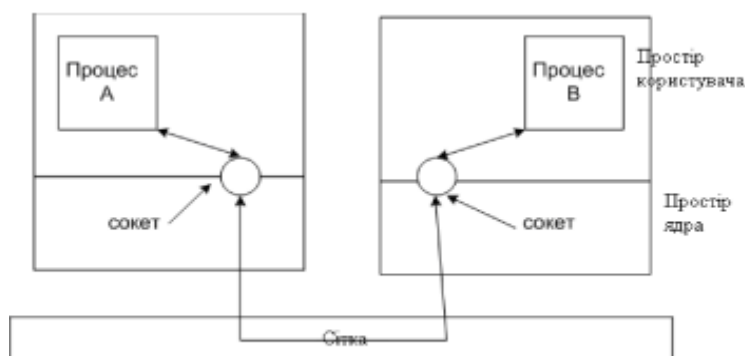 Процес
A
Процес
B
Простір
користувача
сокет
сокет
Простір
ядра
Сітка